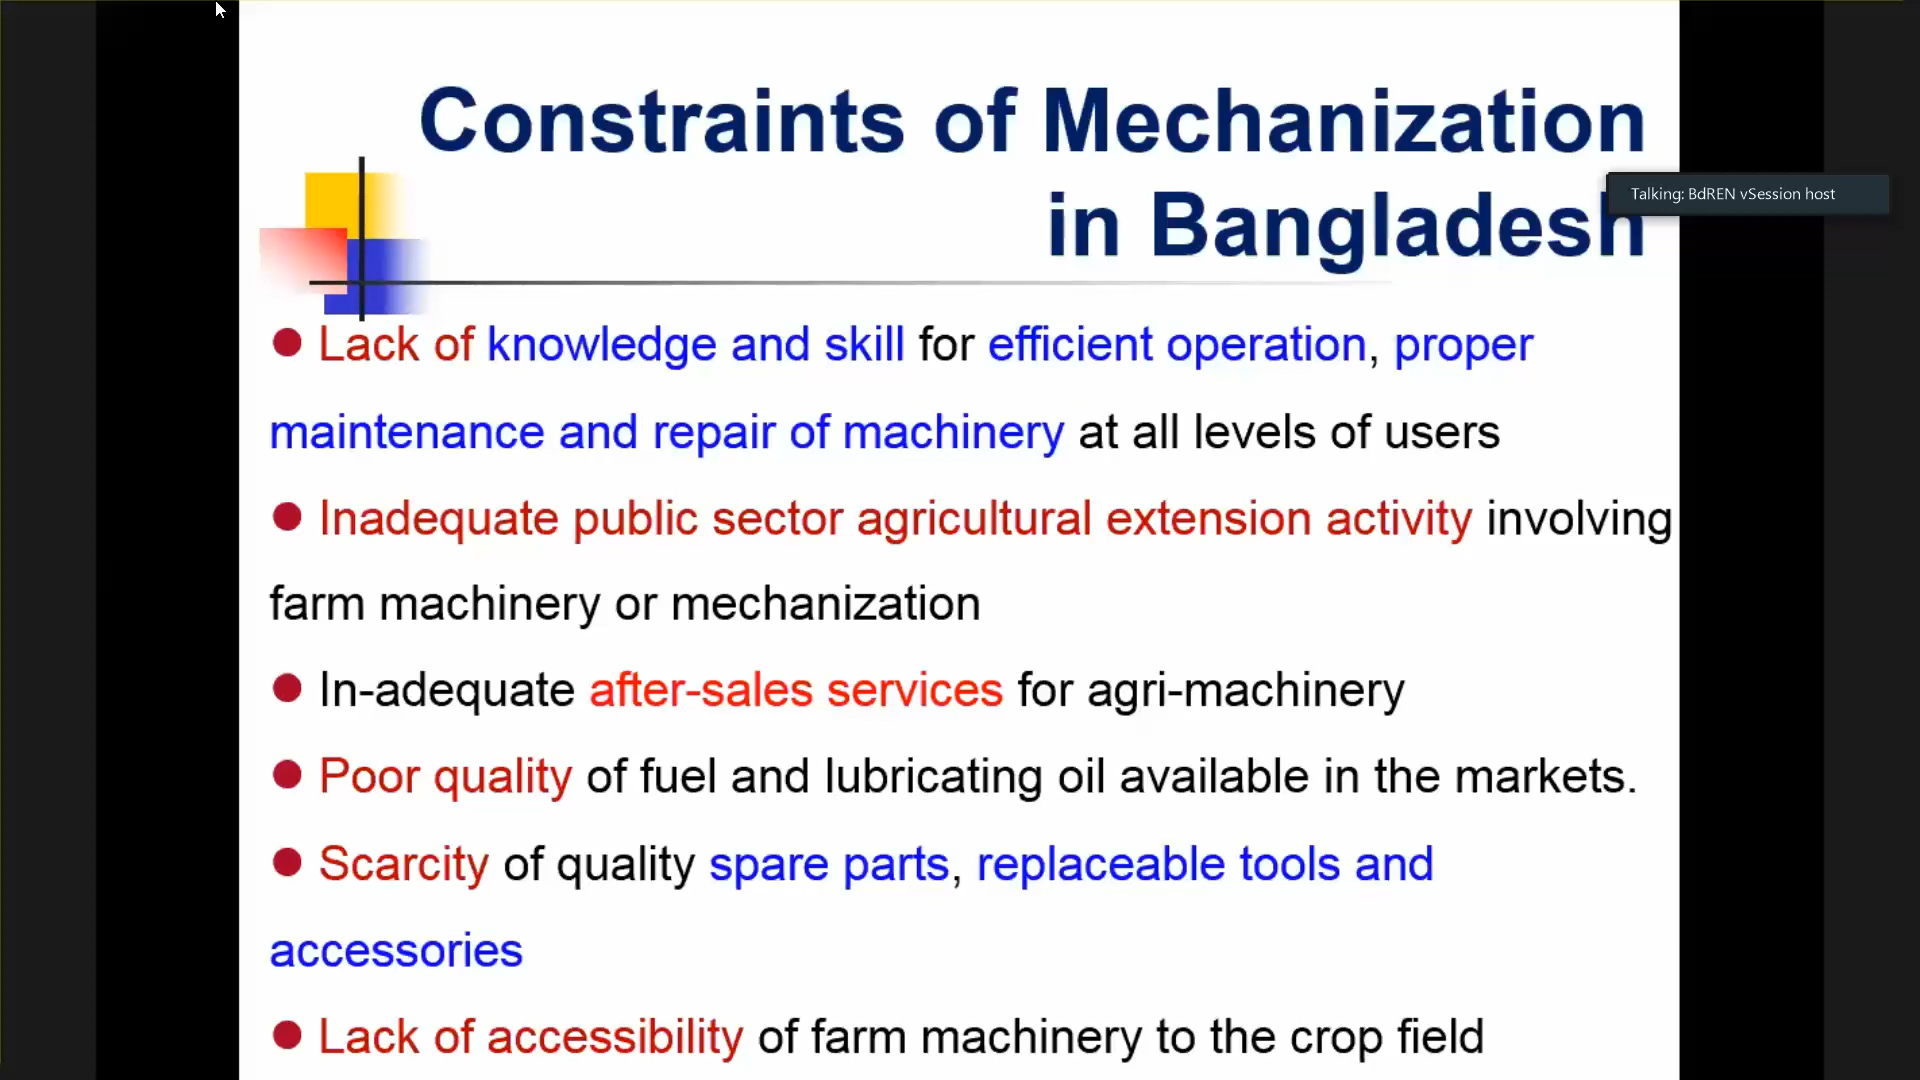 Constraints of Mechanization
in Bangladesh
Talking: BdREN vSession host
● Lack of knowledge and skill for efficient operation, proper
maintenance and repair of machinery at all levels of users
● Inadequate public sector agricultural extension activity involving
farm machinery or mechanization
● In-adequate after-sales services for agri-machinery
● Poor quality of fuel and lubricating oil available in the markets.
● Scarcity of quality spare parts, replaceable tools and
accessories
● Lack of accessibility of farm machinery to the crop field